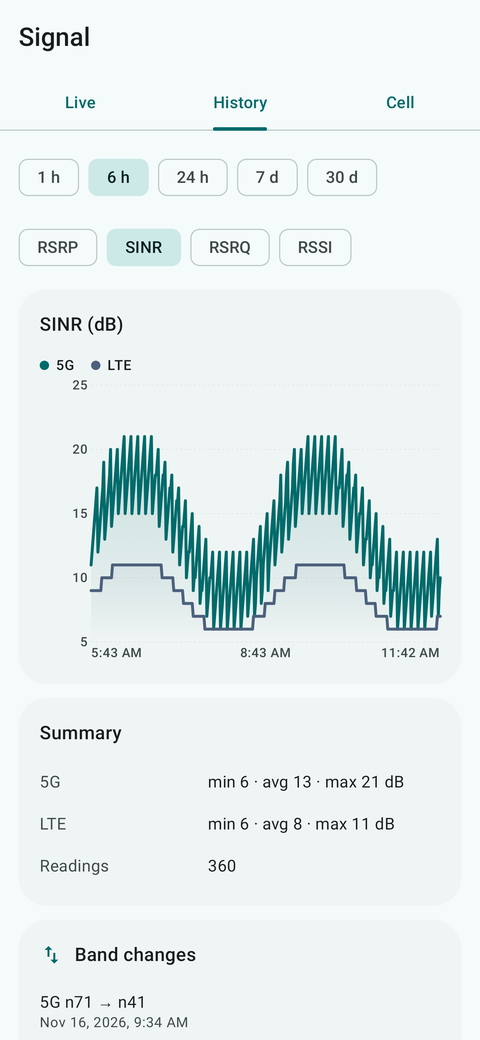 Signal
Live History Cell
1 h 6 h 24 h 7 d 30 d
RSRP SINR RSRQ RSSI
SINR (dB)
5G LTE
25
20
15
10
5
5:43 AM 8:43 AM 11:42 AM
Summary
5G min 6 · avg 13 · max 21 dB
LTE min 6 · avg 8 · max 11 dB
Readings 360
Band changes
5G n71 → n41
Nov 16, 2026, 9:34 AM